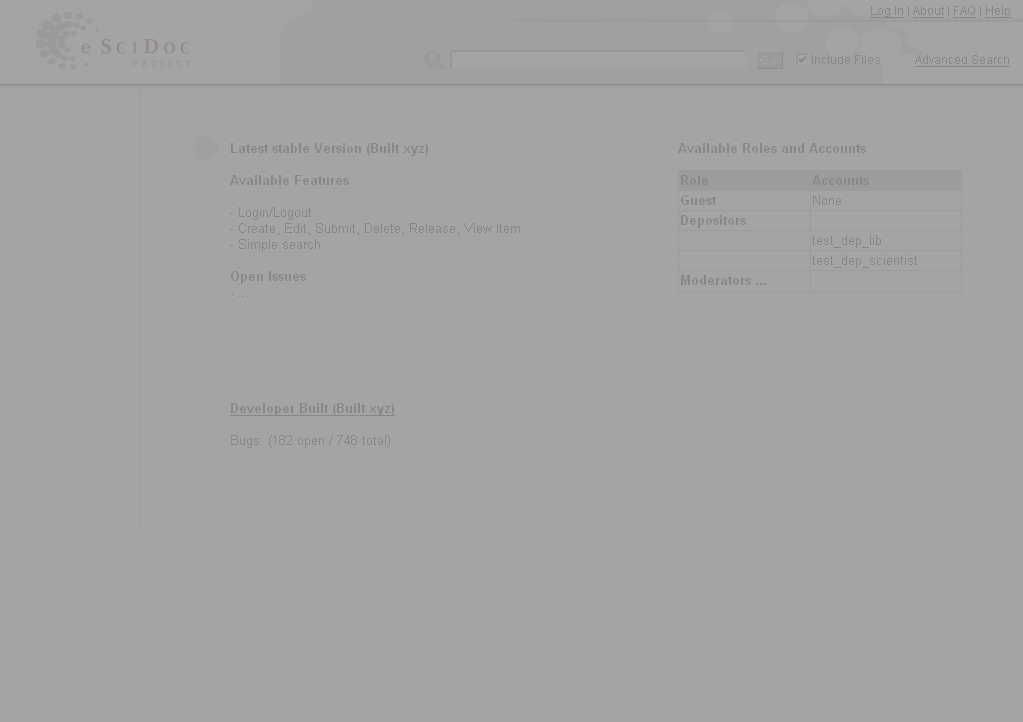 Log In | About | FAQ | Help
e SciDoc
PROJECT
Go
Include Files
Advanced Search
Latest stable Version (Built xyz)
Available Features
- Login/Logout
- Create, Edit, Submit, Delete, Release, View Item
- Simple search
Open Issues
- ...
Developer Built (Built xyz)
Bugs: (182 open / 748 total)
Available Roles and Accounts
Role Accounts
Guest None
Depositors
test_dep_lib
test_dep_scientist
Moderators ...